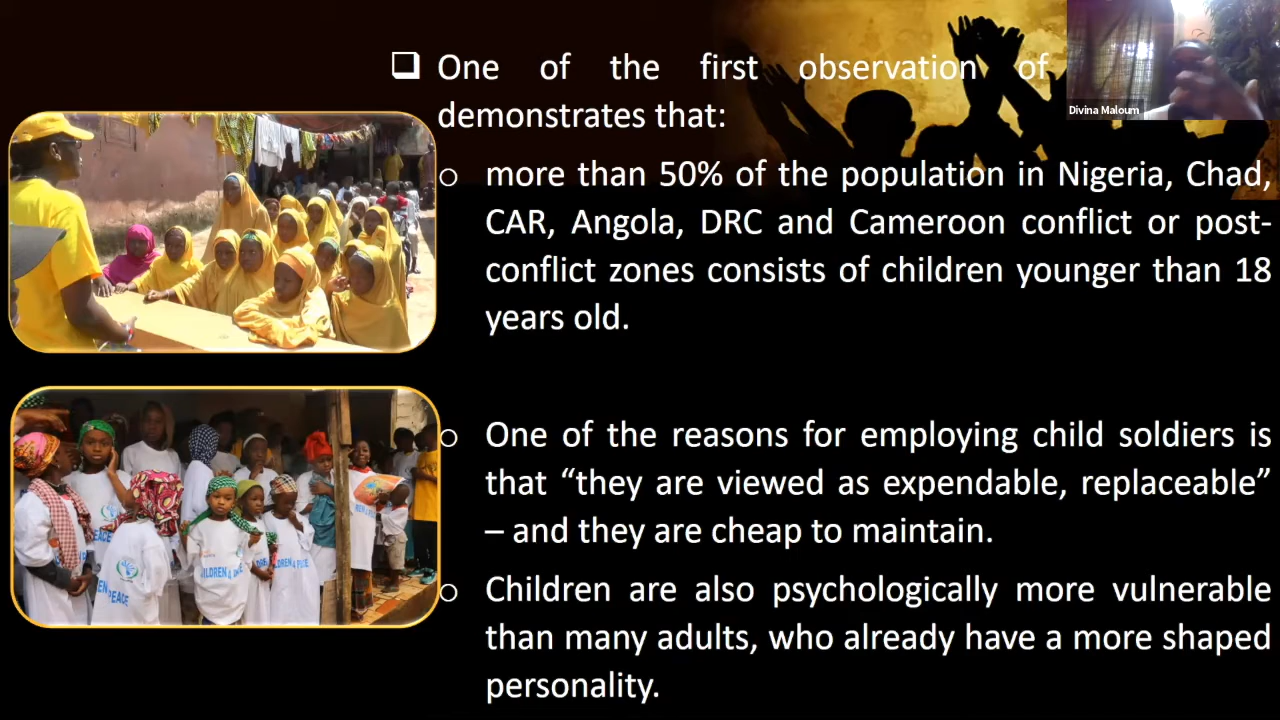 One of the first observation of
demonstrates that:
Divina Maloum
o more than 50% of the population in Nigeria, Chad,
CAR, Angola, DRC and Cameroon conflict or post-
conflict zones consists of children younger than 18
years old.
o One of the reasons for employing child soldiers is
that “they are viewed as expendable, replaceable”
– and they are cheap to maintain.
o Children are also psychologically more vulnerable
than many adults, who already have a more shaped
personality.
PEACE